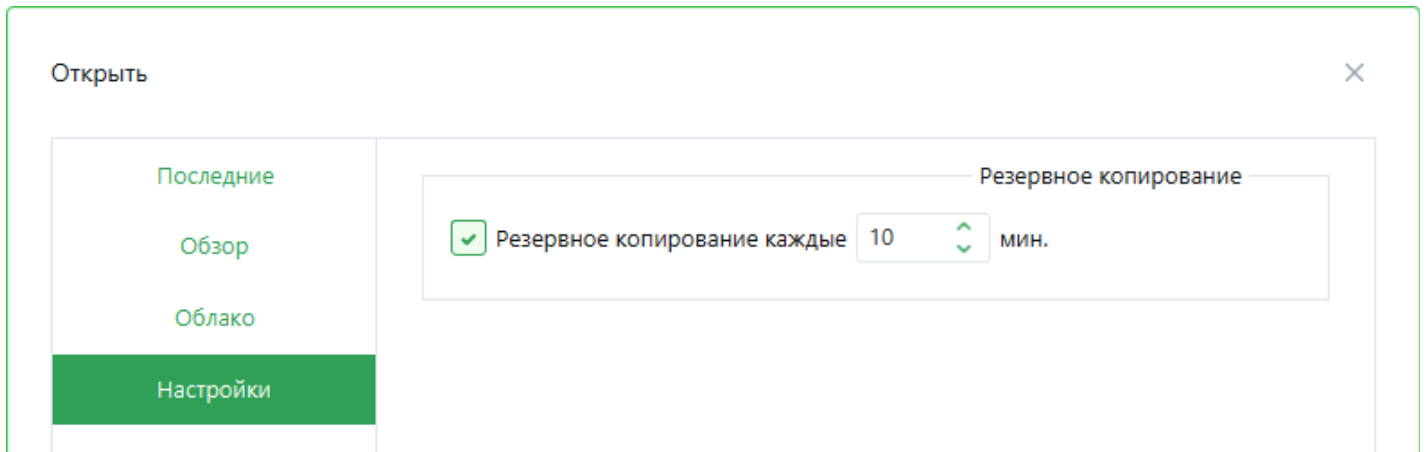 Открыть
Последние
Обзор
Облако
Настройки
Резервное копирование
Резервное копирование каждые 10 мин.